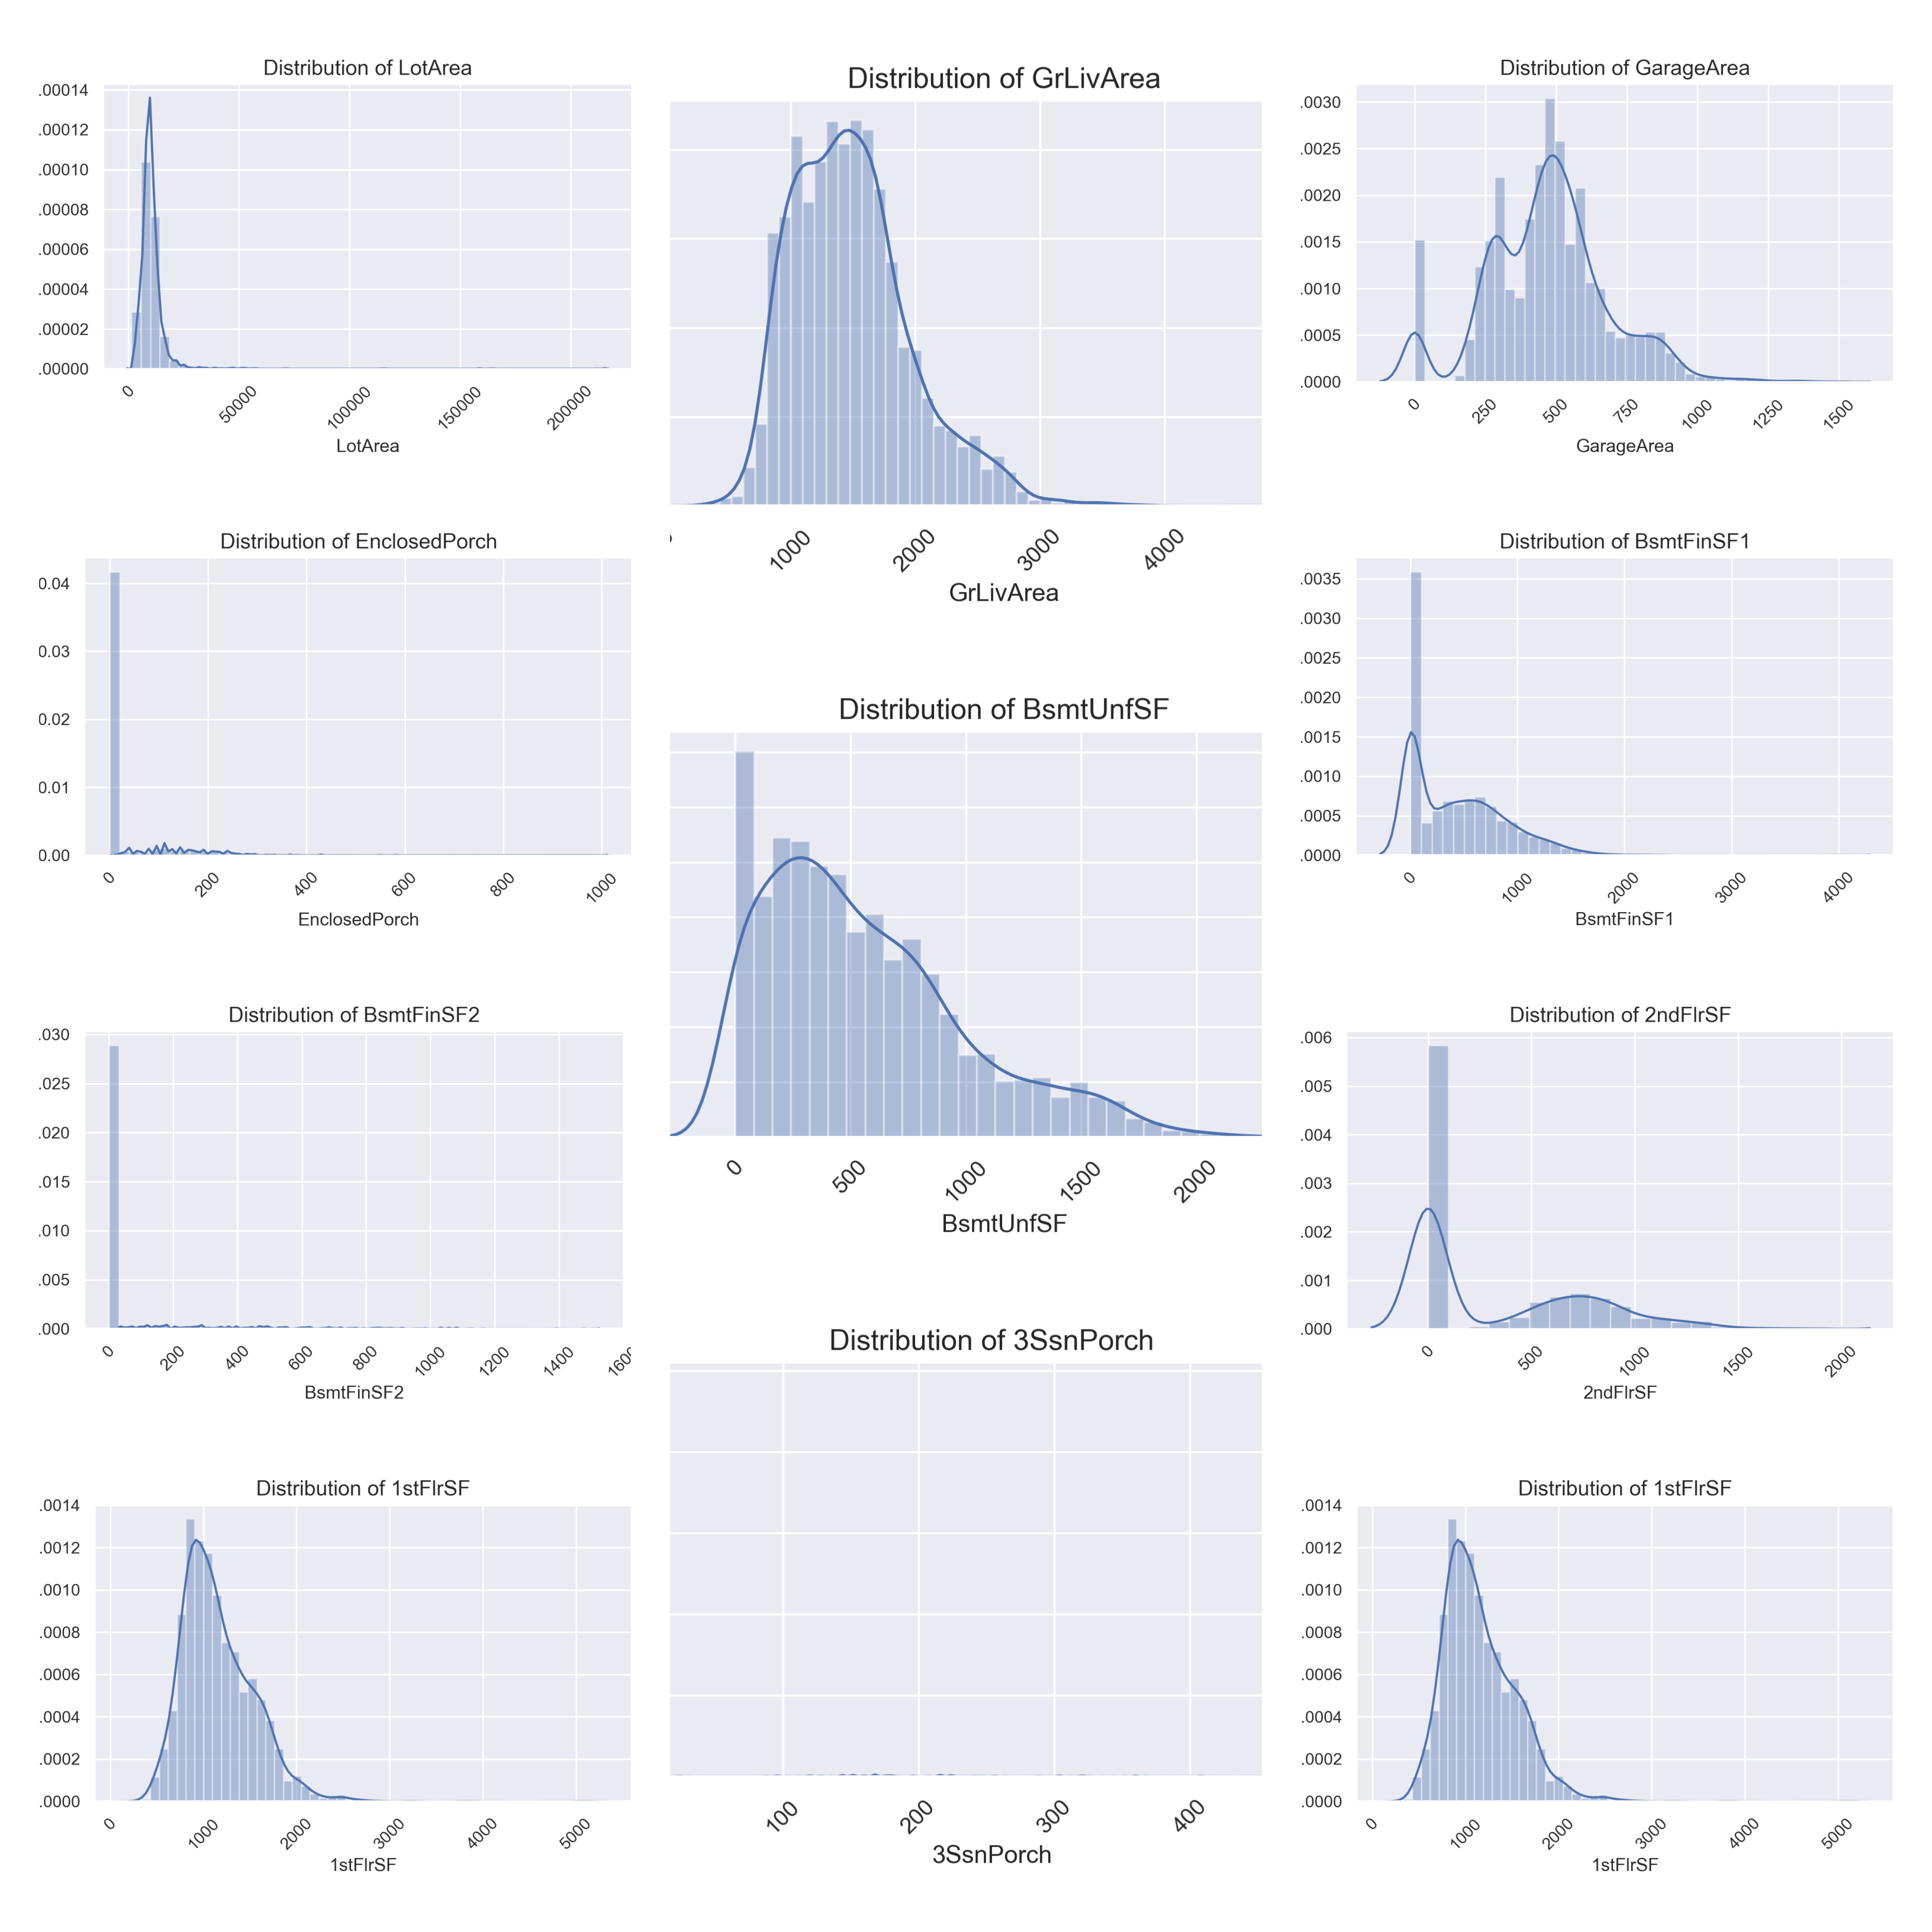 Distribution of LotArea
.00014
.00012
.00010
.00008
.00006
.00004
.00002
.00000
0 50000 100000 150000 200000
LotArea
Distribution of GrLivArea
1000 2000 3000 4000
GrLivArea
Distribution of GarageArea
.0030
.0025
.0020
.0015
.0010
.0005
.0000
0 250 500 750 1000 1250 1500
GarageArea
Distribution of EnclosedPorch
0.04
0.03
0.02
0.01
0.00
0 200 400 600 800 1000
EnclosedPorch
Distribution of BsmtUnfSF
0 500 1000 1500 2000
BsmtUnfSF
Distribution of BsmtFinSF1
.0035
.0030
.0025
.0020
.0015
.0010
.0005
.0000
0 1000 2000 3000 4000
BsmtFinSF1
Distribution of BsmtFinSF2
.030
.025
.020
.015
.010
.005
.000
0 200 400 600 800 1000 1200 1400 1600
BsmtFinSF2
Distribution of 3SsnPorch
100 200 300 400
3SsnPorch
Distribution of 2ndFlrSF
.006
.005
.004
.003
.002
.001
.000
0 500 1000 1500 2000
2ndFlrSF
Distribution of 1stFlrSF
.0014
.0012
.0010
.0008
.0006
.0004
.0002
.0000
0 1000 2000 3000 4000 5000
1stFlrSF
Distribution of 1stFlrSF
.0014
.0012
.0010
.0008
.0006
.0004
.0002
.0000
0 1000 2000 3000 4000 5000
1stFlrSF